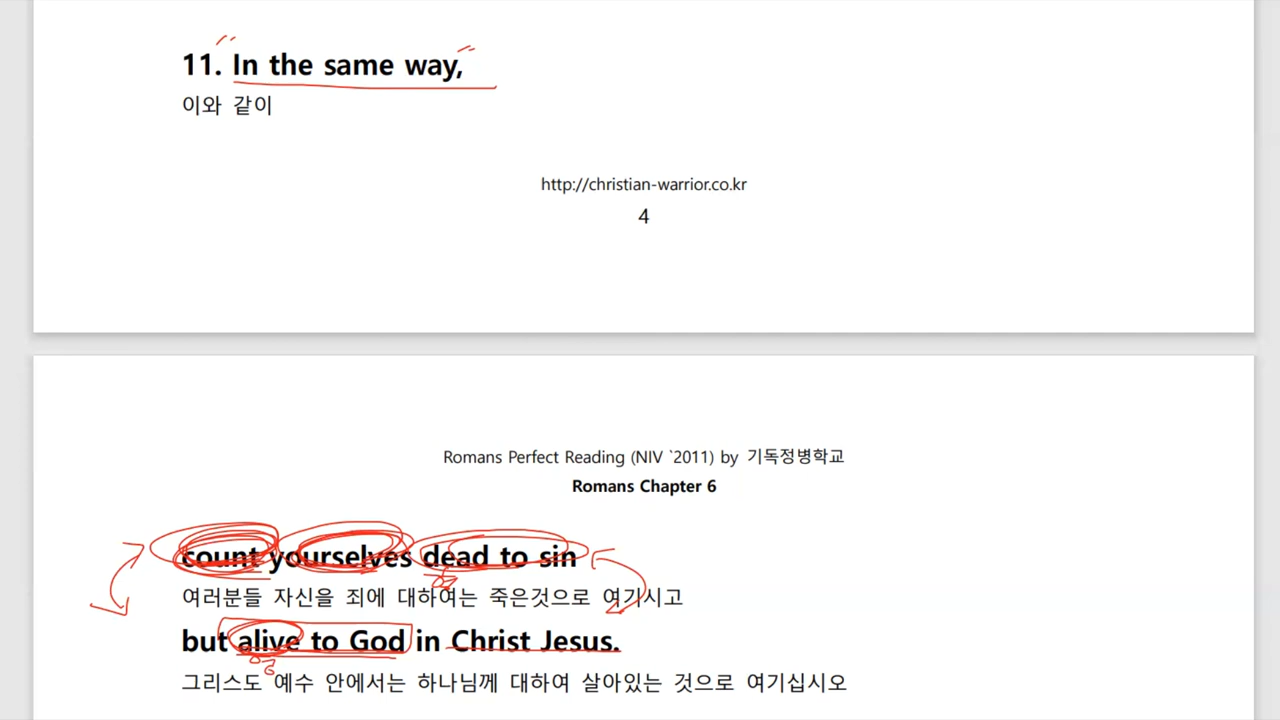 11. In the same way,
이와 같이
http://christian-warrior.co.kr
4
Romans Perfect Reading (NIV `2011) by 기독정병학교
Romans Chapter 6
count yourselves dead to sin
여러분들 자신을 죄에 대하여는 죽은것으로 여기시고
but alive to God in Christ Jesus.
그리스도 예수 안에서는 하나님께 대하여 살아있는 것으로 여기십시오